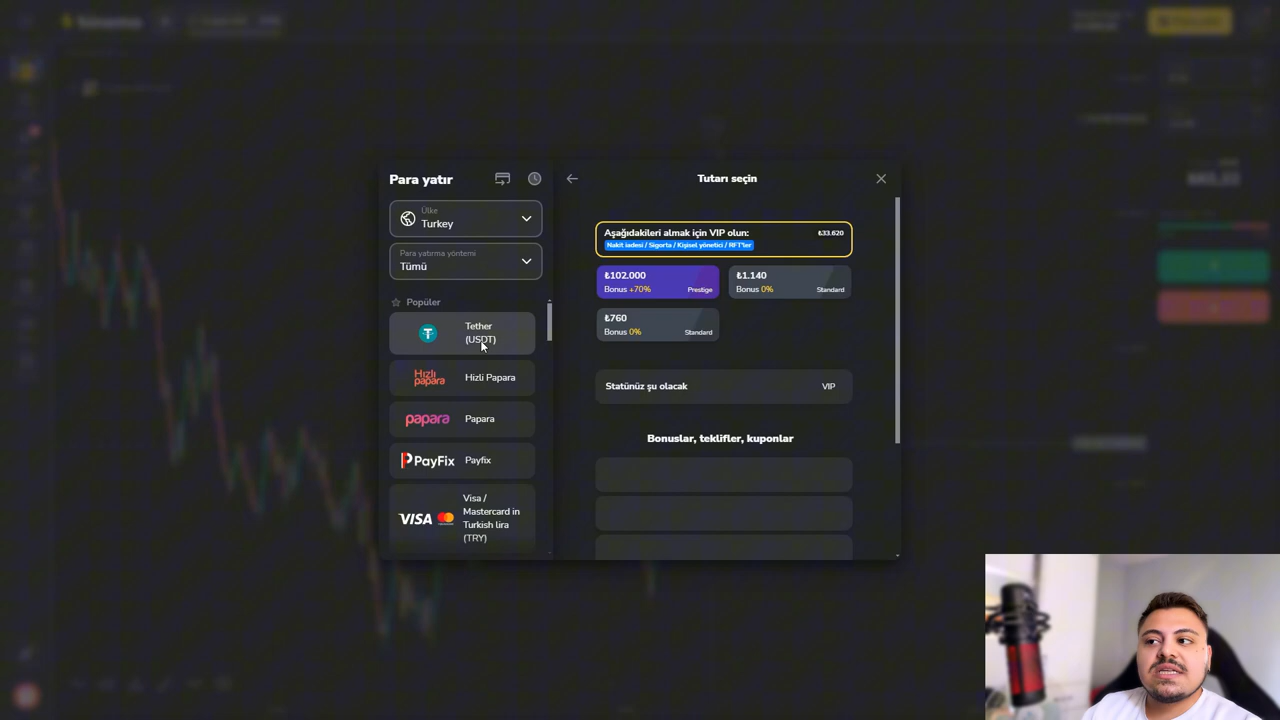 Para yatır
Ülke
Turkey
Para yatırma yöntemi
Tümü
Popüler
Tether
(USDT)
Hızlı
papara
Hizli Papara
papara
Papara
PayFix
Payfix
VISA
Visa /
Mastercard in
Turkish lira
(TRY)
Tutarı seçin
Aşağıdakileri almak için VIP olun:
₺33.620
Nakit iadesi / Sigorta / Kişisel yönetici / RFT'ler
₺102.000
Bonus +70%
Prestige
₺1.140
Bonus 0%
Standard
₺760
Bonus 0%
Standard
Statünüz şu olacak
VIP
Bonuslar, teklifler, kuponlar